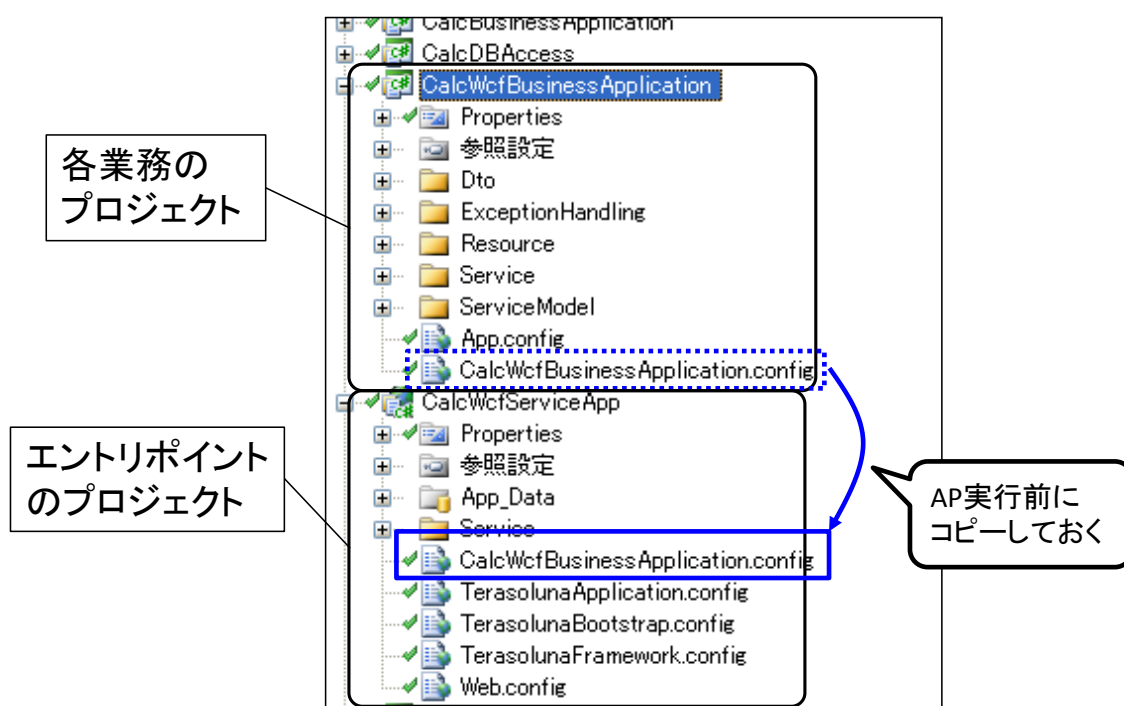 CalcBusinessApplication
CalcDBAccess
CalcWcfBusinessApplication
Properties
参照設定
Dto
ExceptionHandling
Resource
Service
ServiceModel
App.config
CalcWcfBusinessApplication.config
CalcWcfServiceApp
Properties
参照設定
App_Data
Service
CalcWcfBusinessApplication.config
TerasolunaApplication.config
TerasolunaBootstrap.config
TerasolunaFramework.config
Web.config
各業務の
プロジェクト
エントリポイント
のプロジェクト
AP実行前に
コピーしておく